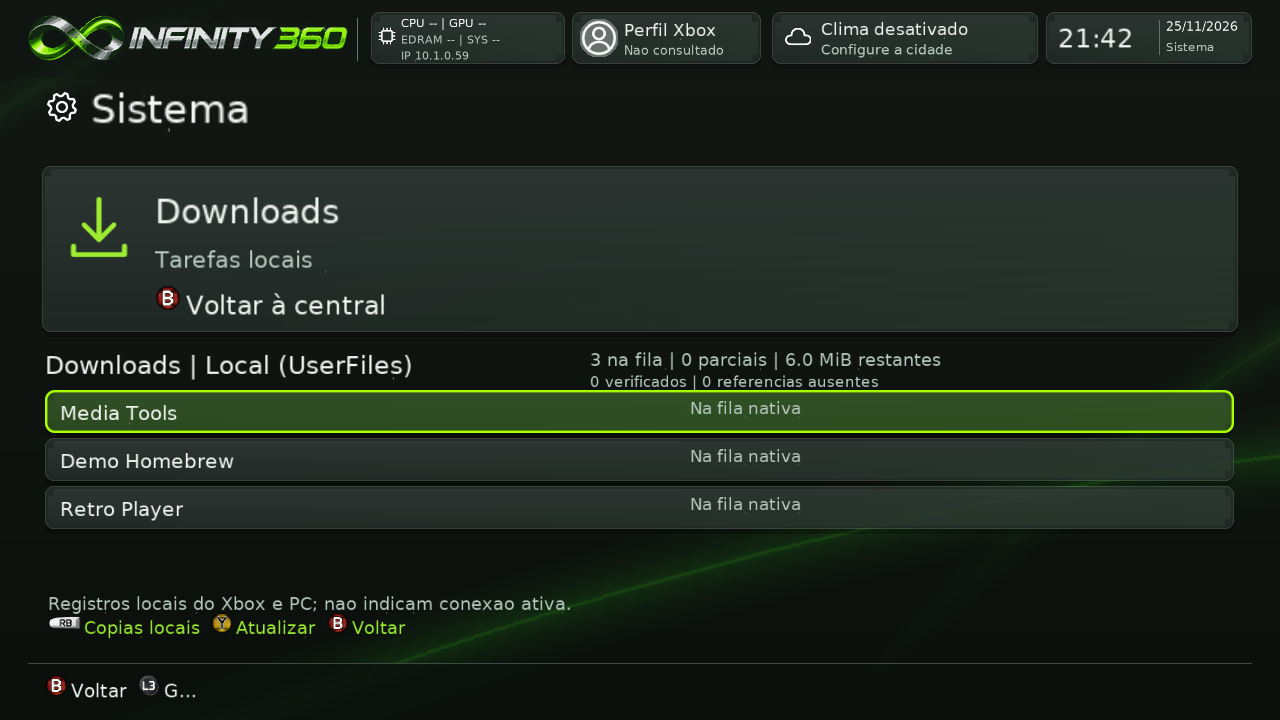 INFINITY 360
CPU -- | GPU --
EDRAM -- | SYS --
IP 10.1.0.59
Perfil Xbox
Nao consultado
Clima desativado
Configure a cidade
21:42
25/11/2026
Sistema
Sistema
Downloads
Tarefas locais
B Voltar à central
Downloads | Local (UserFiles)
3 na fila | 0 parciais | 6.0 MiB restantes
0 verificados | 0 referencias ausentes
Media Tools Na fila nativa
Demo Homebrew Na fila nativa
Retro Player Na fila nativa
Registros locais do Xbox e PC; nao indicam conexao ativa.
RB Copias locais Y Atualizar B Voltar
B Voltar L3 G...